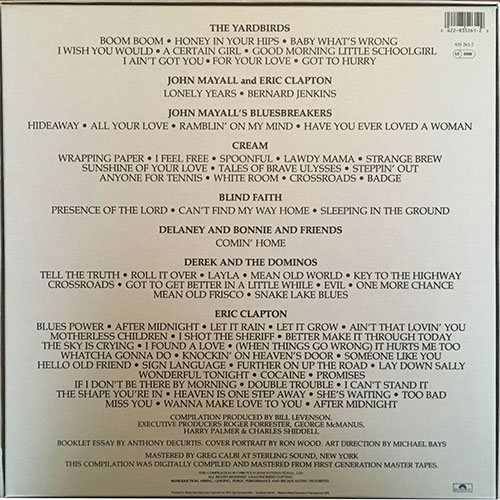 THE YARDBIRDS
BOOM BOOM • HONEY IN YOUR HIPS • BABY WHAT'S WRONG
I WISH YOU WOULD • A CERTAIN GIRL • GOOD MORNING LITTLE SCHOOLGIRL
I AIN'T GOT YOU • FOR YOUR LOVE • GOT TO HURRY
JOHN MAYALL and ERIC CLAPTON
LONELY YEARS • BERNARD JENKINS
JOHN MAYALL'S BLUESBREAKERS
HIDEAWAY • ALL YOUR LOVE • RAMBLIN' ON MY MIND • HAVE YOU EVER LOVED A WOMAN
CREAM
WRAPPING PAPER • I FEEL FREE • SPOONFUL • LAWDY MAMA • STRANGE BREW
SUNSHINE OF YOUR LOVE • TALES OF BRAVE ULYSSES • STEPPIN' OUT
ANYONE FOR TENNIS • WHITE ROOM • CROSSROADS • BADGE
BLIND FAITH
PRESENCE OF THE LORD • CAN'T FIND MY WAY HOME • SLEEPING IN THE GROUND
DELANEY AND BONNIE AND FRIENDS
COMIN' HOME
DEREK AND THE DOMINOS
TELL THE TRUTH • ROLL IT OVER • LAYLA • MEAN OLD WORLD • KEY TO THE HIGHWAY
CROSSROADS • GOT TO GET BETTER IN A LITTLE WHILE • EVIL • ONE MORE CHANCE
MEAN OLD FRISCO • SNAKE LAKE BLUES
ERIC CLAPTON
BLUES POWER • AFTER MIDNIGHT • LET IT RAIN • LET IT GROW • AIN'T THAT LOVIN' YOU
MOTHERLESS CHILDREN • I SHOT THE SHERIFF • BETTER MAKE IT THROUGH TODAY
THE SKY IS CRYING • I FOUND A LOVE • (WHEN THINGS GO WRONG) IT HURTS ME TOO
WHATCHA GONNA DO • KNOCKIN' ON HEAVEN'S DOOR • SOMEONE LIKE YOU
HELLO OLD FRIEND • SIGN LANGUAGE • FURTHER ON UP THE ROAD • LAY DOWN SALLY
WONDERFUL TONIGHT • COCAINE • PROMISES
IF I DON'T BE THERE BY MORNING • DOUBLE TROUBLE • I CAN'T STAND IT
THE SHAPE YOU'RE IN • HEAVEN IS ONE STEP AWAY • SHE'S WAITING • TOO BAD
MISS YOU • WANNA MAKE LOVE TO YOU • AFTER MIDNIGHT
COMPILATION PRODUCED BY BILL LEVENSON.
EXECUTIVE PRODUCERS ROGER FORRESTER, GEORGE McMANUS,
HARRY PALMER & CHARLES SHIDDELL
BOOKLET ESSAY BY ANTHONY DECURTIS. COVER PORTRAIT BY RON WOOD. ART DIRECTION BY MICHAEL BAYS
MASTERED BY GREG CALBI AT STERLING SOUND, NEW YORK
THIS COMPILATION WAS DIGITALLY COMPILED AND MASTERED FROM FIRST GENERATION MASTER TAPES.